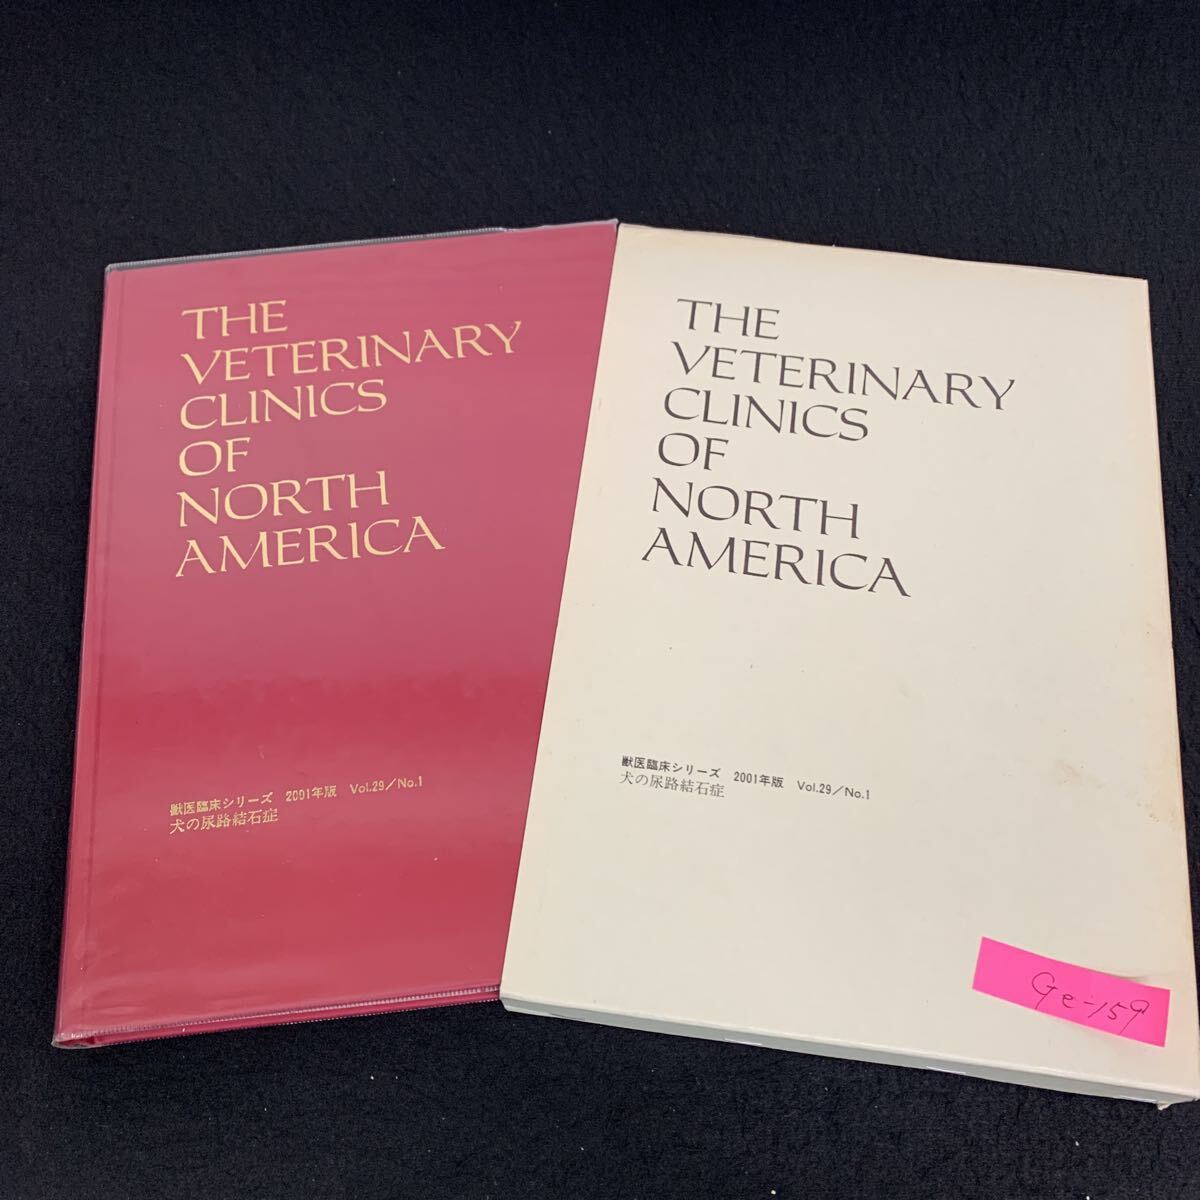 THE
VETERINARY
CLINICS
OF
NORTH
AMERICA
獣医臨床シリーズ 2001年版 Vol.29／No.1
犬の尿路結石症
THE
VETERINARY
CLINICS
OF
NORTH
AMERICA
獣医臨床シリーズ 2001年版 Vol.29／No.1
犬の尿路結石症
Ge-159